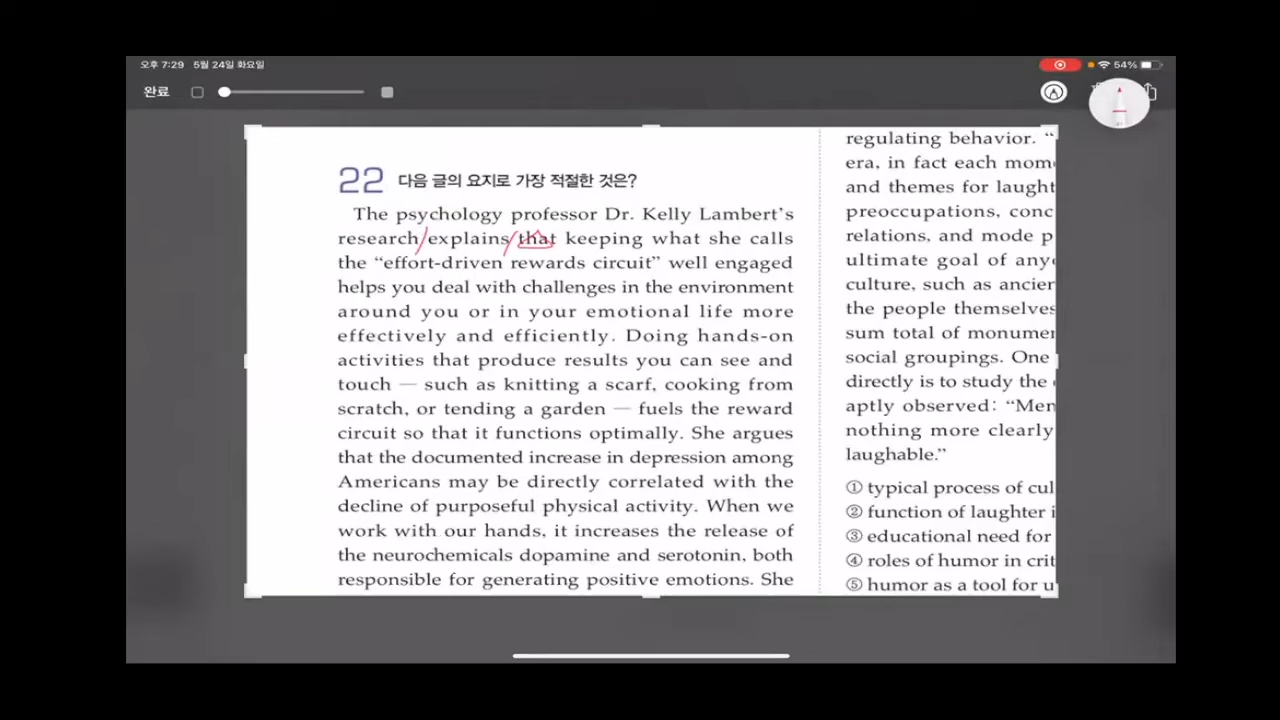 오후 7:29 5월 24일 화요일
54%
완료
22 다음 글의 요지로 가장 적절한 것은?
The psychology professor Dr. Kelly Lambert's
research explains that keeping what she calls
the “effort-driven rewards circuit” well engaged
helps you deal with challenges in the environment
around you or in your emotional life more
effectively and efficiently. Doing hands-on
activities that produce results you can see and
touch — such as knitting a scarf, cooking from
scratch, or tending a garden — fuels the reward
circuit so that it functions optimally. She argues
that the documented increase in depression among
Americans may be directly correlated with the
decline of purposeful physical activity. When we
work with our hands, it increases the release of
the neurochemicals dopamine and serotonin, both
responsible for generating positive emotions. She
regulating behavior. “
era, in fact each mom
and themes for laught
preoccupations, conc
relations, and mode p
ultimate goal of any
culture, such as ancier
the people themselves
sum total of monumer
social groupings. One
directly is to study the
aptly observed: “Men
nothing more clearly
laughable.”
① typical process of cul
② function of laughter i
③ educational need for
④ roles of humor in crit
⑤ humor as a tool for u